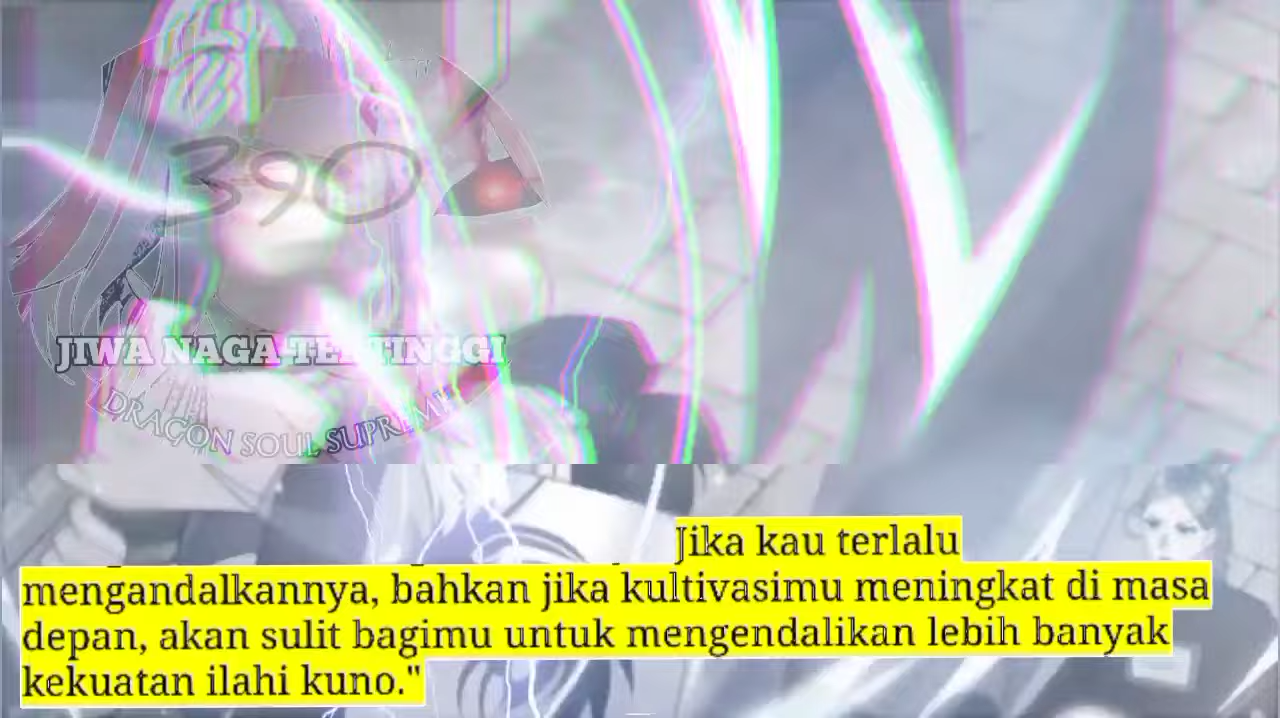 390
JIWA NAGA TERTINGGI
DRAGON SOUL SUPREME
Jika kau terlalu
mengandalkannya, bahkan jika kultivasimu meningkat di masa
depan, akan sulit bagimu untuk mengendalikan lebih banyak
kekuatan ilahi kuno."